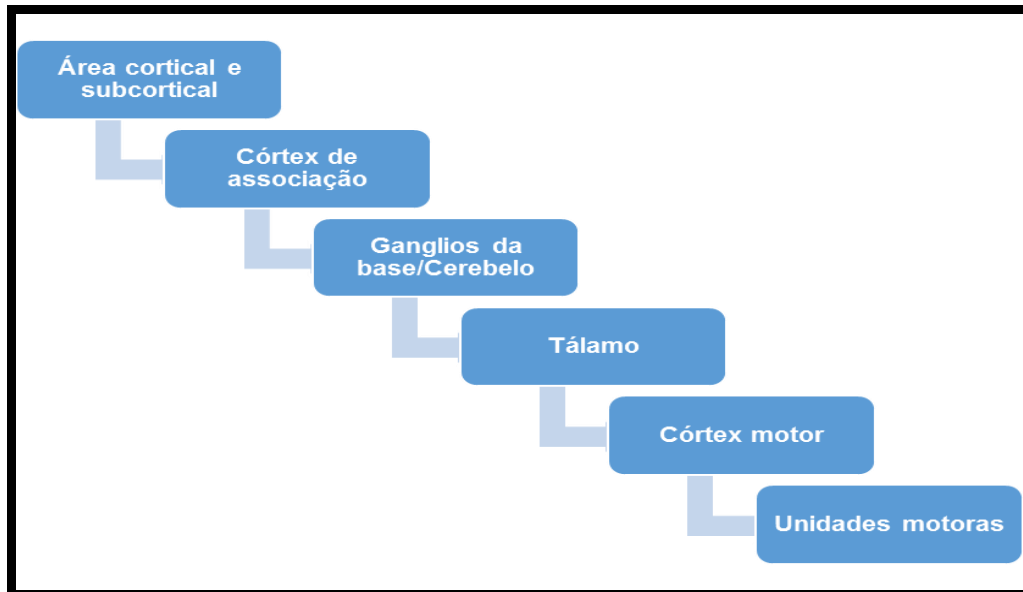 Área cortical e
subcortical
Córtex de
associação
Ganglios da
base/Cerebelo
Tálamo
Córtex motor
Unidades motoras